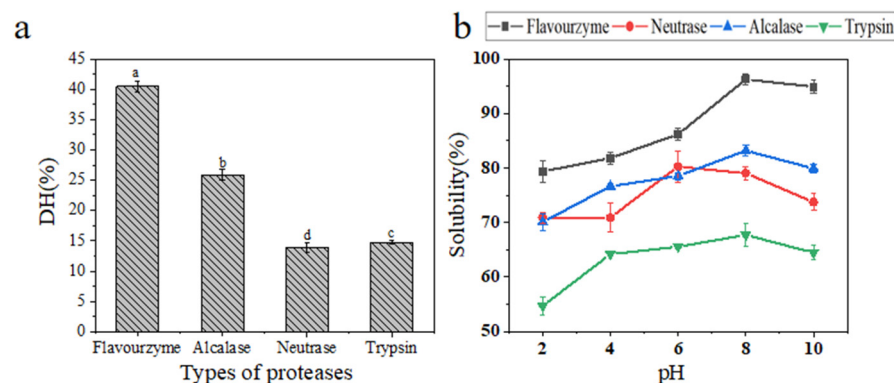 a
45
40
35
30
25
20
15
10
5
0
DH(%)
a
b
d
c
Flavourzyme Alcalase Neutrase Trypsin
Types of proteases
b
Flavourzyme Neutrase Alcalase Trypsin
100
90
80
70
60
50
Solubility(%)
2 4 6 8 10
pH